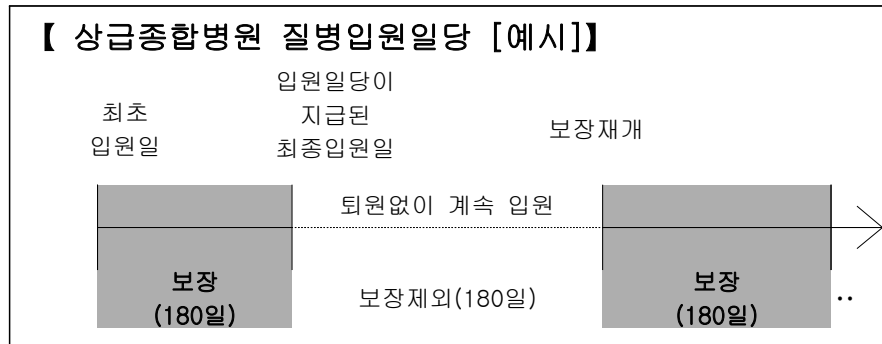 【 상급종합병원 질병입원일당 [예시]】
최초
입원일
입원일당이
지급된
최종입원일
보장재개
퇴원없이 계속 입원
보장
(180일)
보장제외(180일)
보장
(180일)
··